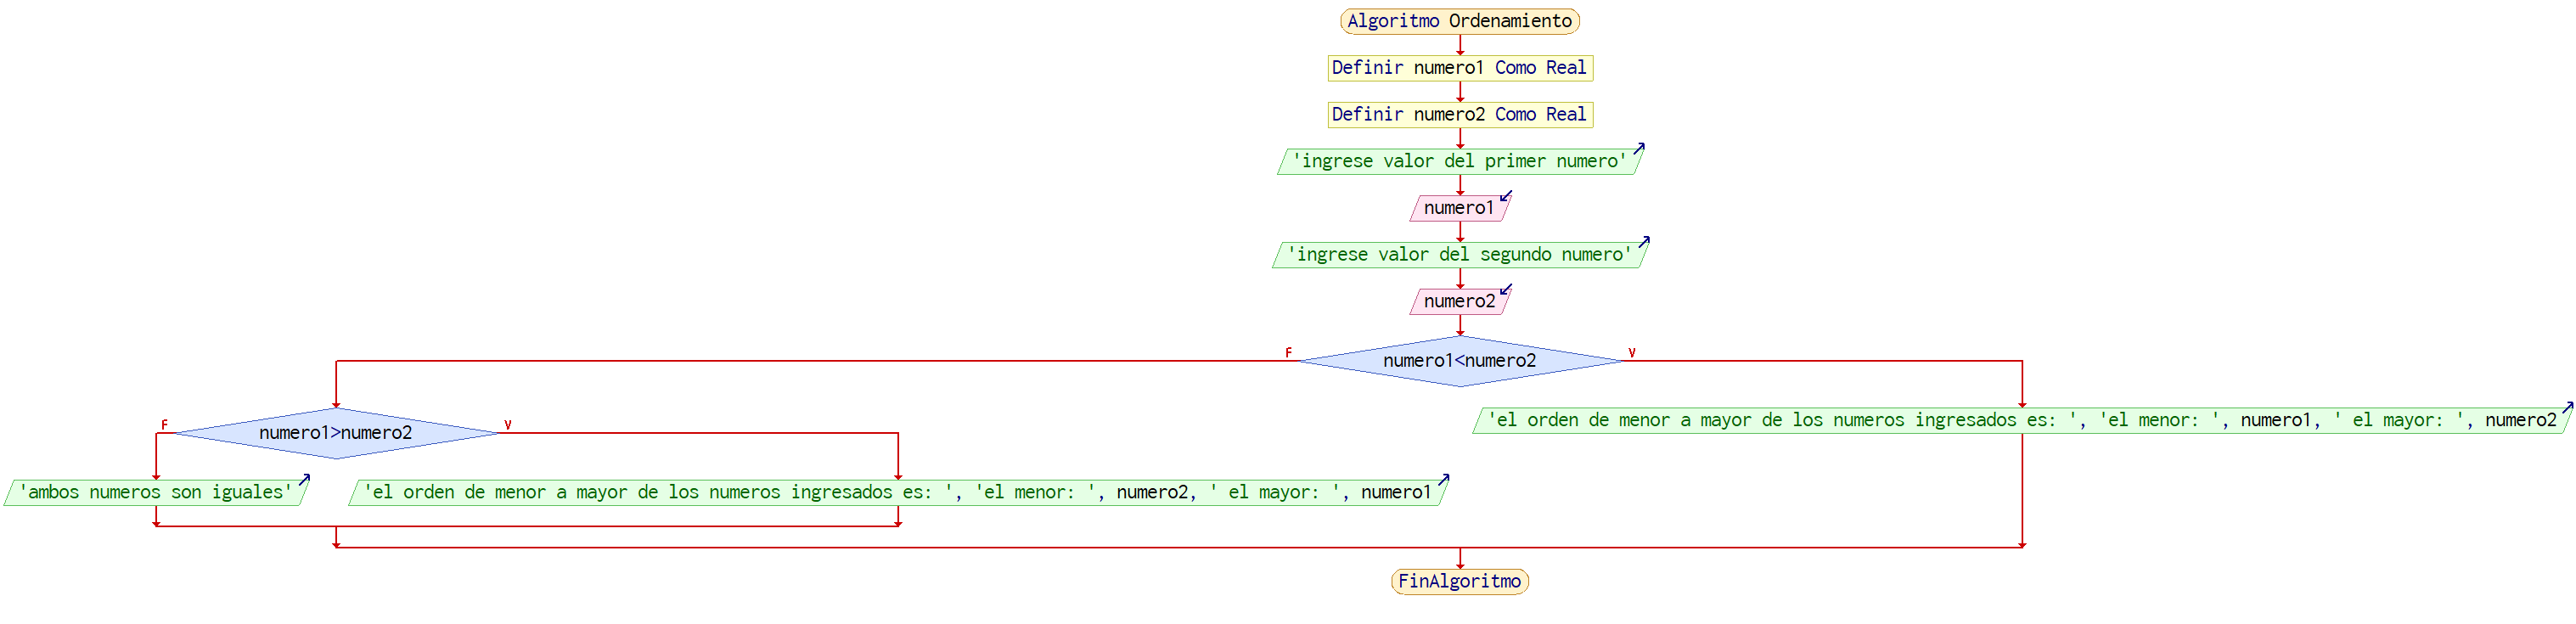 Algoritmo Ordenamiento
Definir numero1 Como Real
Definir numero2 Como Real
'ingrese valor del primer numero'
numero1
'ingrese valor del segundo numero'
numero2
numero1<numero2
F
V
numero1>numero2
F
V
'el orden de menor a mayor de los numeros ingresados es: ', 'el menor: ', numero1, ' el mayor: ', numero2
'ambos numeros son iguales'
'el orden de menor a mayor de los numeros ingresados es: ', 'el menor: ', numero2, ' el mayor: ', numero1
FinAlgoritmo